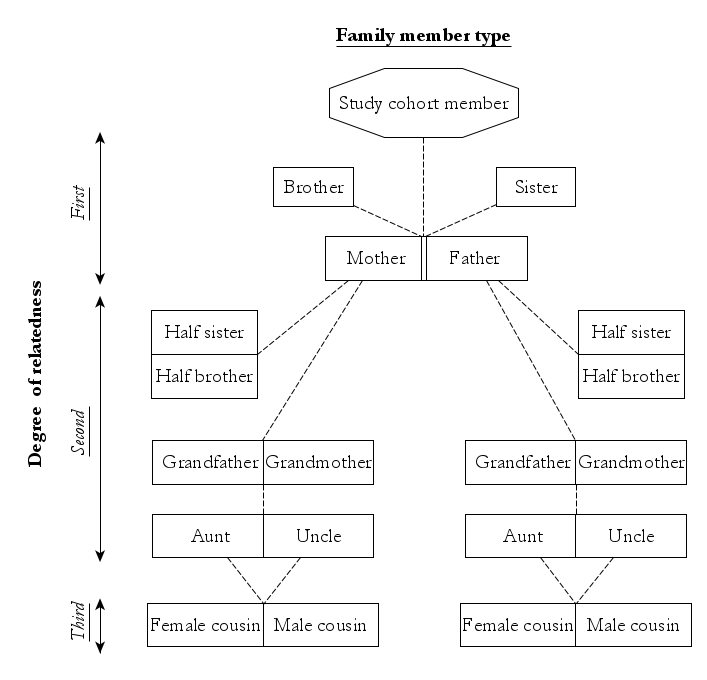 Family member type
Study cohort member
First
Brother
Sister
Mother
Father
Degree of relatedness
Second
Half sister
Half sister
Half brother
Half brother
Grandfather
Grandmother
Grandfather
Grandmother
Aunt
Uncle
Aunt
Uncle
Third
Female cousin
Male cousin
Female cousin
Male cousin